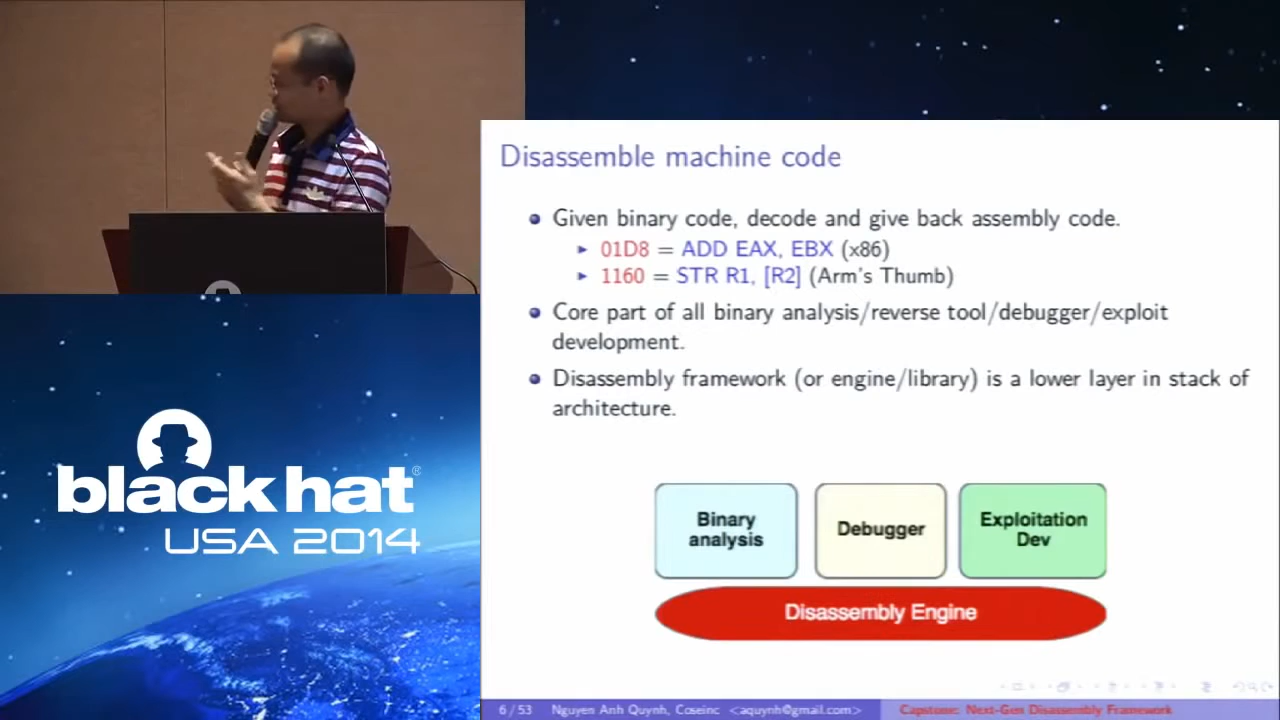 Disassemble machine code
Given binary code, decode and give back assembly code.
01D8 = ADD EAX, EBX (x86)
1160 = STR R1, [R2] (Arm's Thumb)
Core part of all binary analysis/reverse tool/debugger/exploit
development.
Disassembly framework (or engine/library) is a lower layer in stack of
architecture.
Binary
analysis
Debugger
Exploitation
Dev
Disassembly Engine
6 / 53 Nguyen Anh Quynh, Coseinc <aquynh@gmail.com> Capstone: Next-Gen Disassembly Framework
black hat®
USA 2014